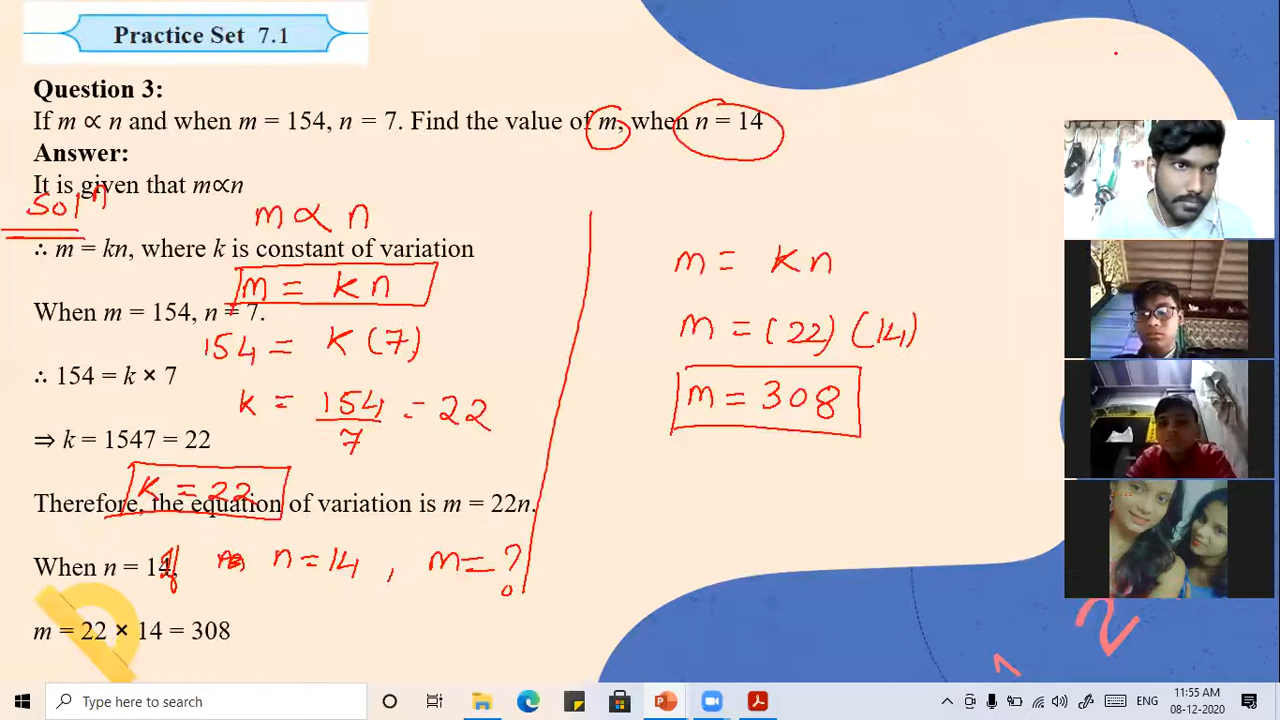 Practice Set 7.1
Question 3:
If m ∝ n and when m = 154, n = 7. Find the value of m, when n = 14
Answer:
It is given that m∝n
Solⁿ
m ∝ n
∴ m = kn, where k is constant of variation
m = kn
When m = 154, n = 7.
154 = K (7)
∴ 154 = k × 7
k = 154/7 = 22
⇒ k = 1547 = 22
K = 22
Therefore, the equation of variation is m = 22n.
When n = 14,
If n = 14, m = ?
m = 22 × 14 = 308
m = kn
m = (22) (14)
m = 308
2
1
Type here to search
ENG
11:55 AM
08-12-2020